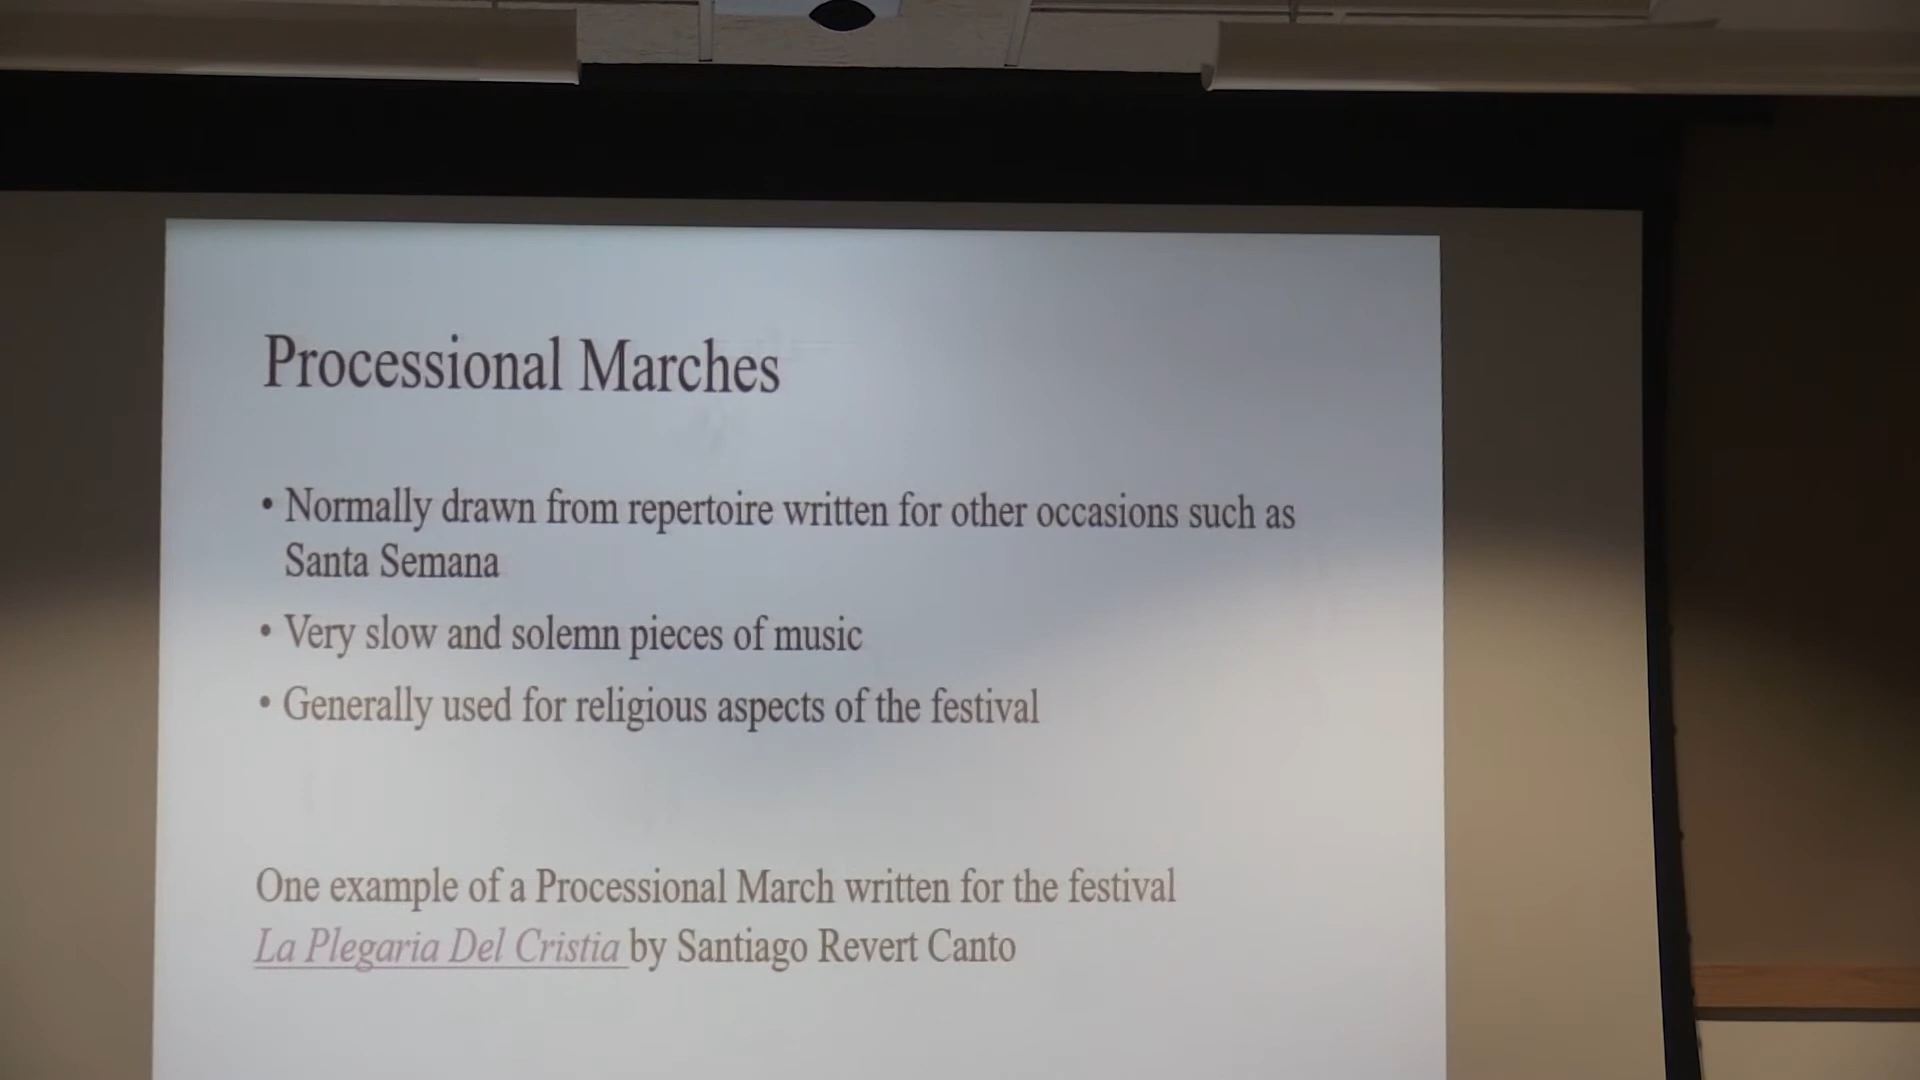 Processional Marches
• Normally drawn from repertoire written for other occasions such as
Santa Semana
• Very slow and solemn pieces of music
• Generally used for religious aspects of the festival
One example of a Processional March written for the festival
La Plegaria Del Cristia by Santiago Revert Canto